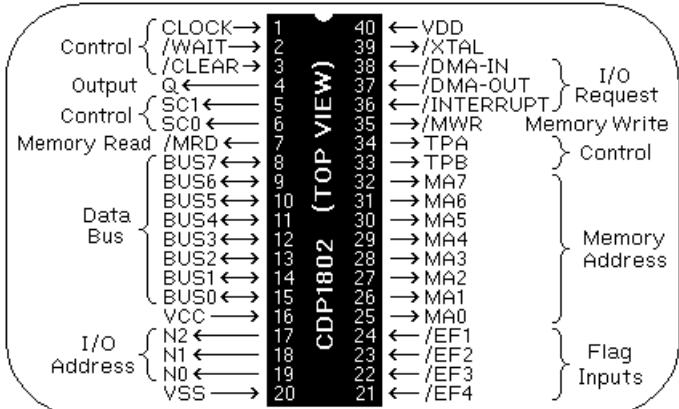 CLOCK 1 40 VDD
Control /WAIT 2 39 /XTAL
/CLEAR 3 38 /DMA-IN I/O
Output Q 4 37 /DMA-OUT Request
Control SC1 5 36 /INTERRUPT
SC0 6 35 /MWR Memory Write
Memory Read /MRD 7 34 TPA Control
BUS7 8 33 TPB
BUS6 9 32 MA7
BUS5 10 31 MA6
Data BUS4 11 30 MA5
Bus BUS3 12 29 MA4 Memory
BUS2 13 28 MA3 Address
BUS1 14 27 MA2
BUS0 15 26 MA1
VCC 16 25 MA0
I/O N2 17 24 /EF1
Address N1 18 23 /EF2 Flag
N0 19 22 /EF3 Inputs
VSS 20 21 /EF4
CDP1802 (TOP VIEW)